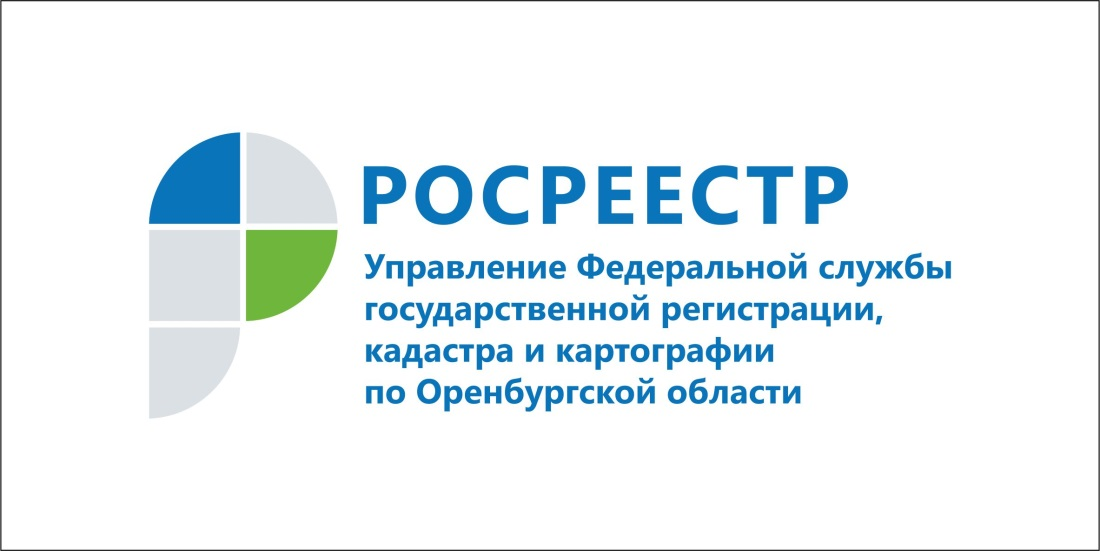 РОСРЕЕСТР
Управление Федеральной службы
государственной регистрации,
кадастра и картографии
по Оренбургской области